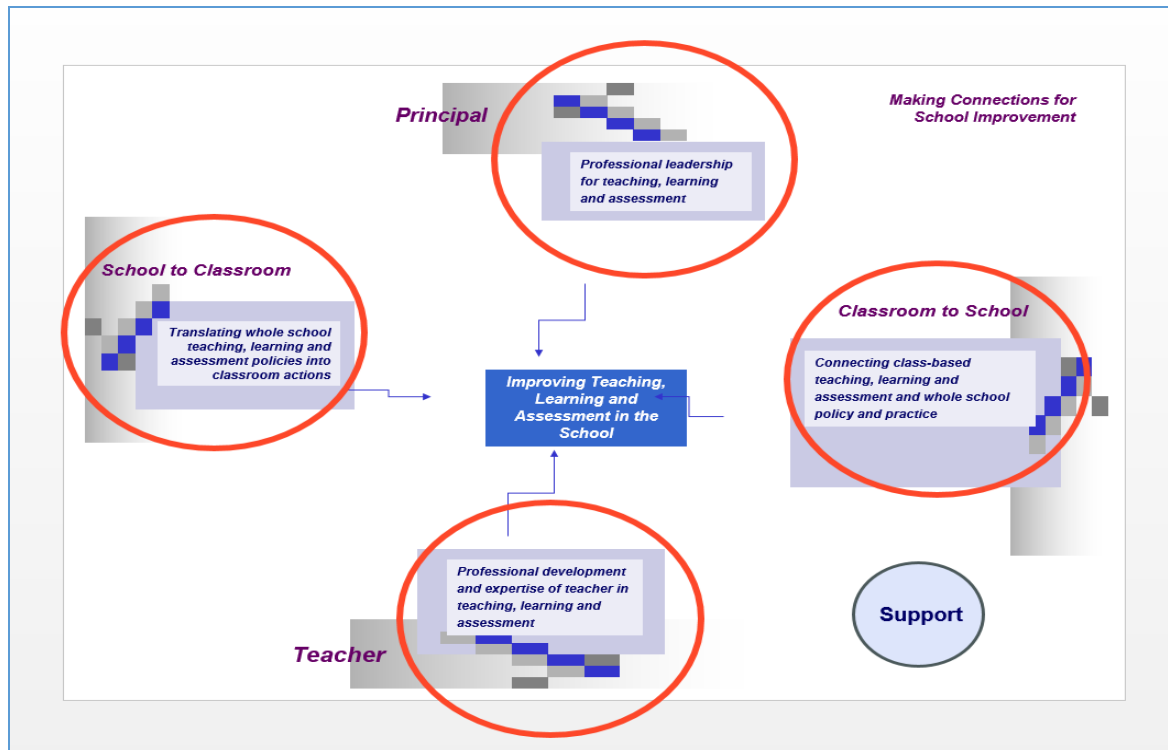 Making Connections for
School Improvement
Principal
Professional leadership
for teaching, learning
and assessment
School to Classroom
Translating whole school
teaching, learning and
assessment policies into
classroom actions
Classroom to School
Connecting class-based
teaching, learning and
assessment and whole school
policy and practice
Improving Teaching,
Learning and
Assessment in the
School
Professional development
and expertise of teacher in
teaching, learning and
assessment
Teacher
Support